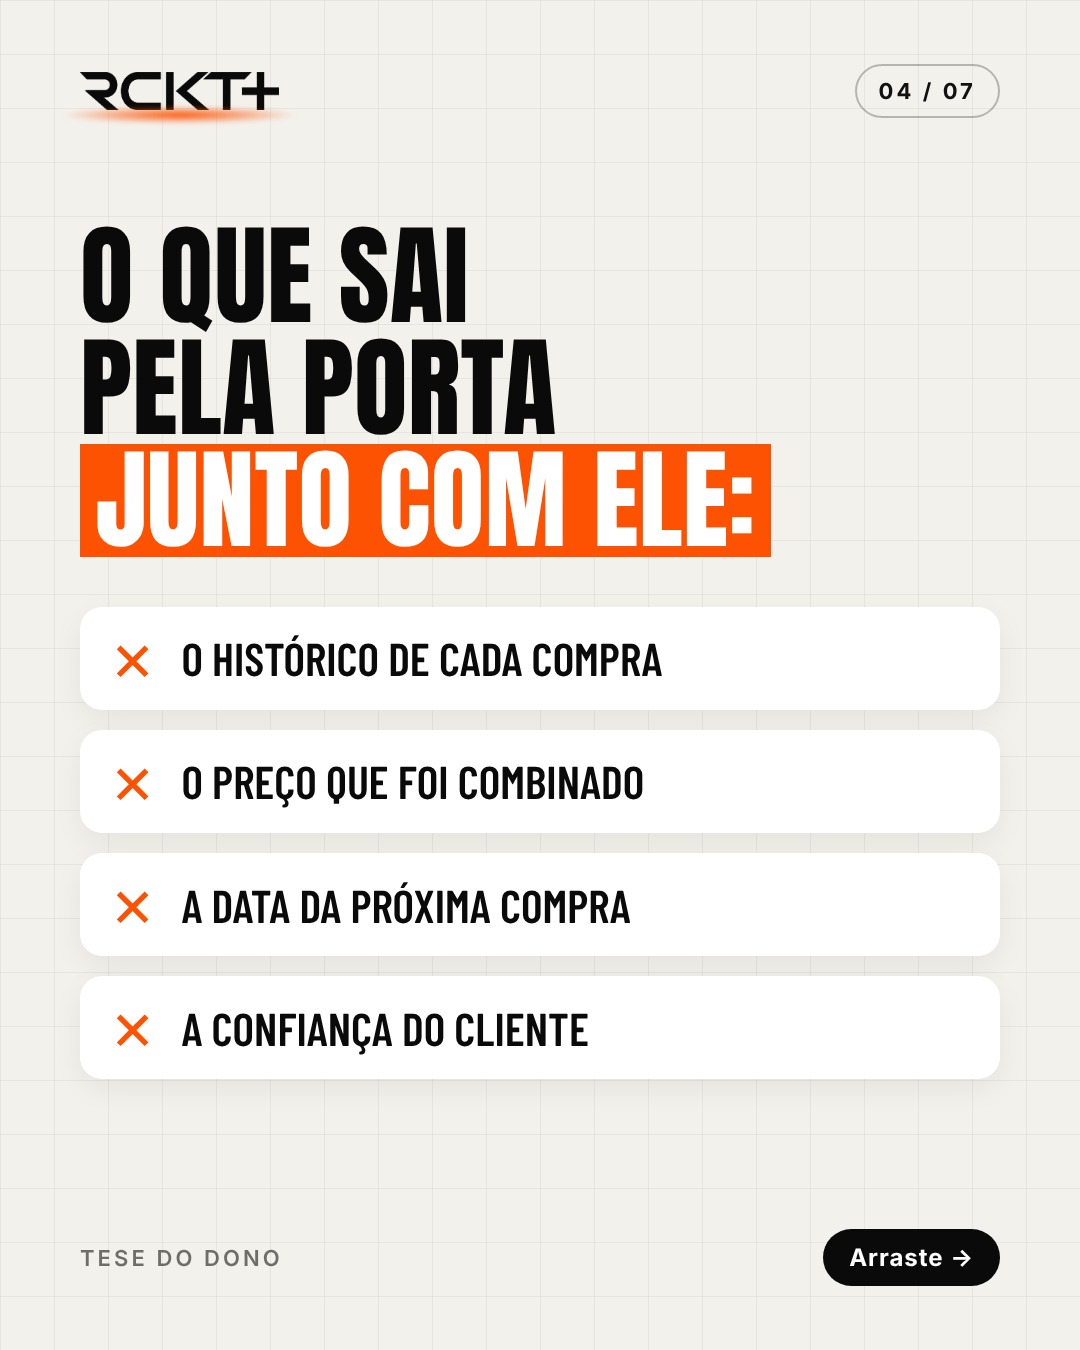 RCKT+
04 / 07
O QUE SAI
PELA PORTA
JUNTO COM ELE:
O HISTÓRICO DE CADA COMPRA
O PREÇO QUE FOI COMBINADO
A DATA DA PRÓXIMA COMPRA
A CONFIANÇA DO CLIENTE
TESE DO DONO
Arraste →